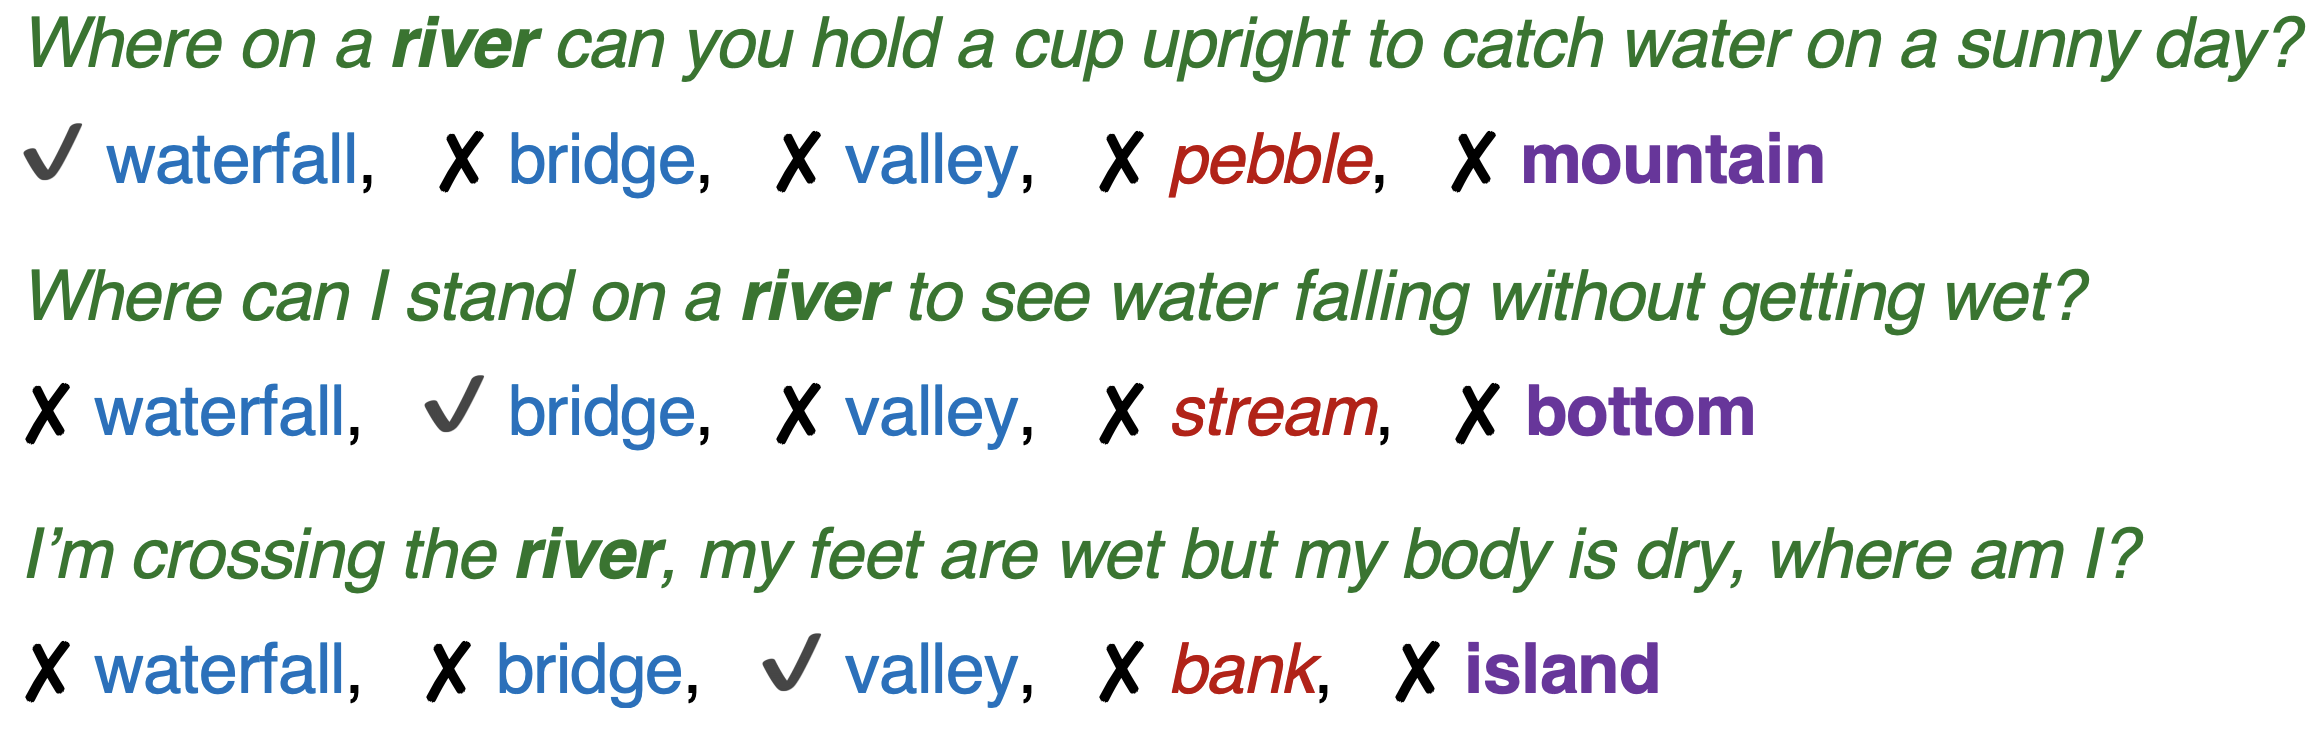 Where on a river can you hold a cup upright to catch water on a sunny day?
✔ waterfall, ✗ bridge, ✗ valley, ✗ pebble, ✗ mountain
Where can I stand on a river to see water falling without getting wet?
✗ waterfall, ✔ bridge, ✗ valley, ✗ stream, ✗ bottom
I’m crossing the river, my feet are wet but my body is dry, where am I?
✗ waterfall, ✗ bridge, ✔ valley, ✗ bank, ✗ island